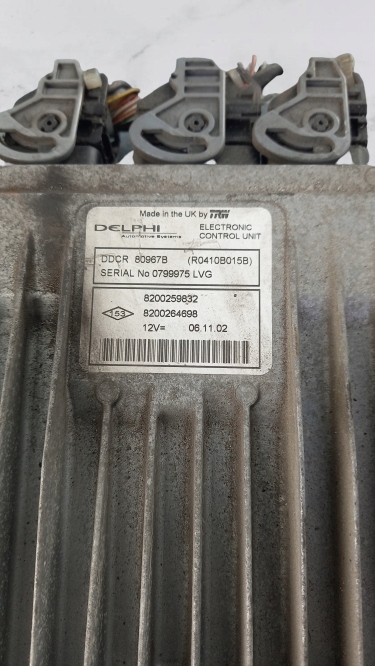 Made in the UK by TRW
DELPHI
Automotive Systems
ELECTRONIC
CONTROL UNIT
DDCR 80967B (R0410B015B)
SERIAL No 0799975 LVG
8200259832
153
8200264698
12V= 06.11.02